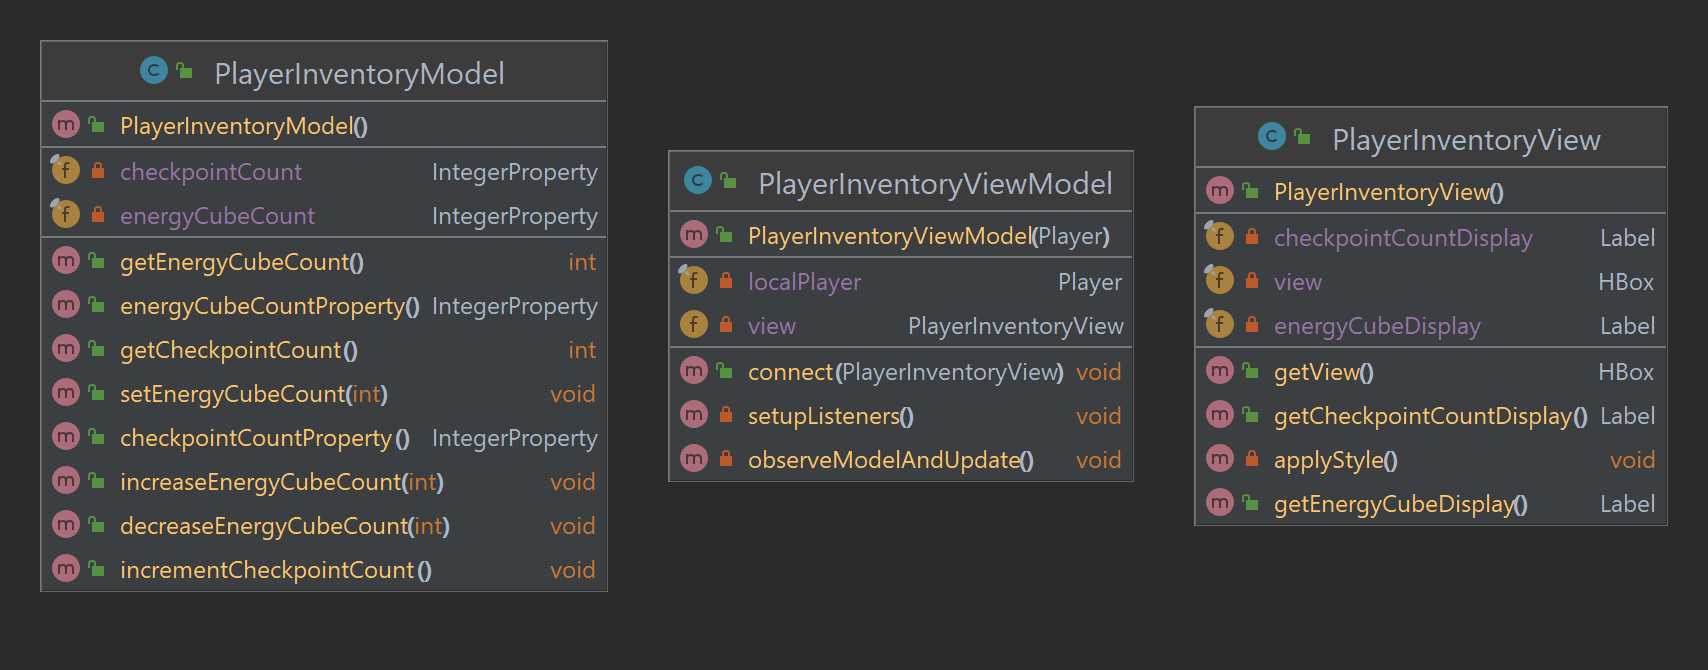 PlayerInventoryModel
PlayerInventoryModel()
checkpointCount IntegerProperty
energyCubeCount IntegerProperty
getEnergyCubeCount() int
energyCubeCountProperty() IntegerProperty
getCheckpointCount() int
setEnergyCubeCount(int) void
checkpointCountProperty() IntegerProperty
increaseEnergyCubeCount(int) void
decreaseEnergyCubeCount(int) void
incrementCheckpointCount() void
PlayerInventoryViewModel
PlayerInventoryViewModel(Player)
localPlayer Player
view PlayerInventoryView
connect(PlayerInventoryView) void
setupListeners() void
observeModelAndUpdate() void
PlayerInventoryView
PlayerInventoryView()
checkpointCountDisplay Label
view HBox
energyCubeDisplay Label
getView() HBox
getCheckpointCountDisplay() Label
applyStyle() void
getEnergyCubeDisplay() Label